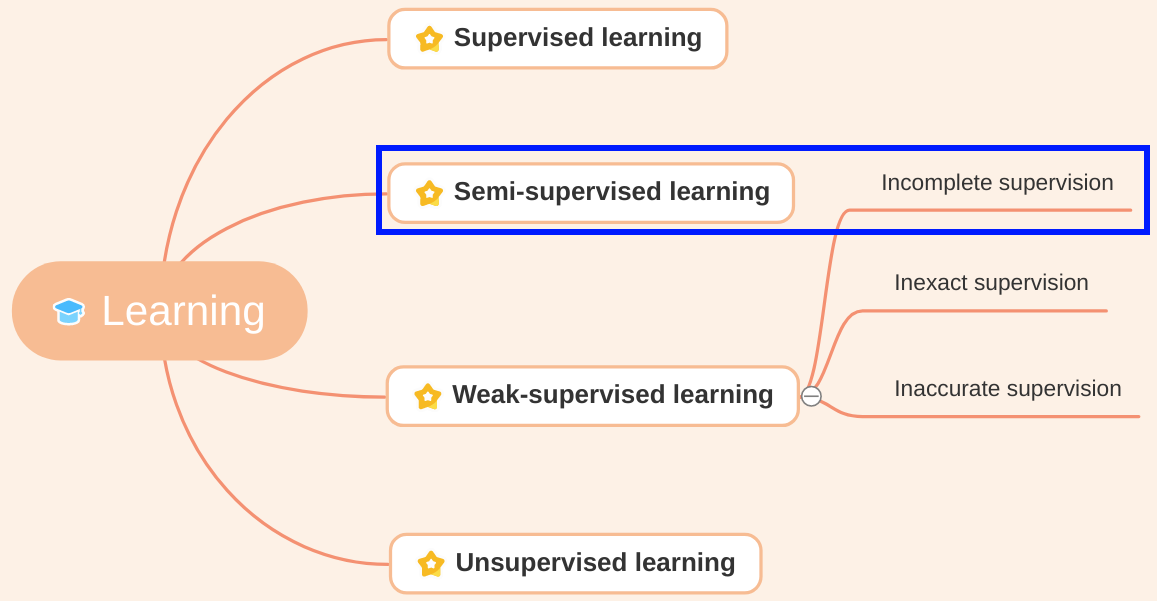 Supervised learning
Semi-supervised learning
Incomplete supervision
Inexact supervision
Learning
Weak-supervised learning
Inaccurate supervision
Unsupervised learning